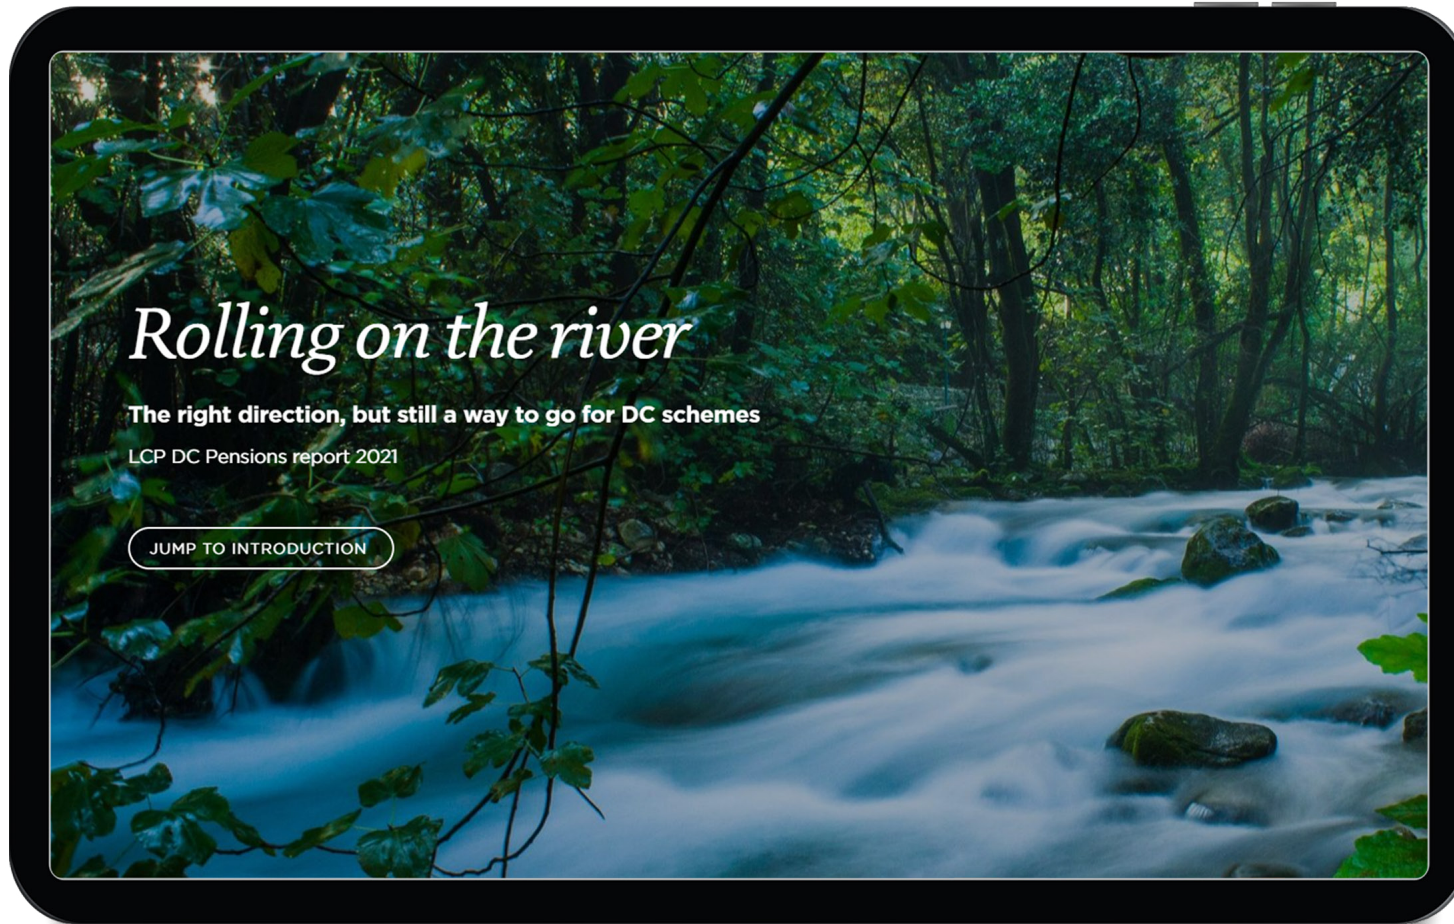 Rolling on the river
The right direction, but still a way to go for DC schemes
LCP DC Pensions report 2021
JUMP TO INTRODUCTION